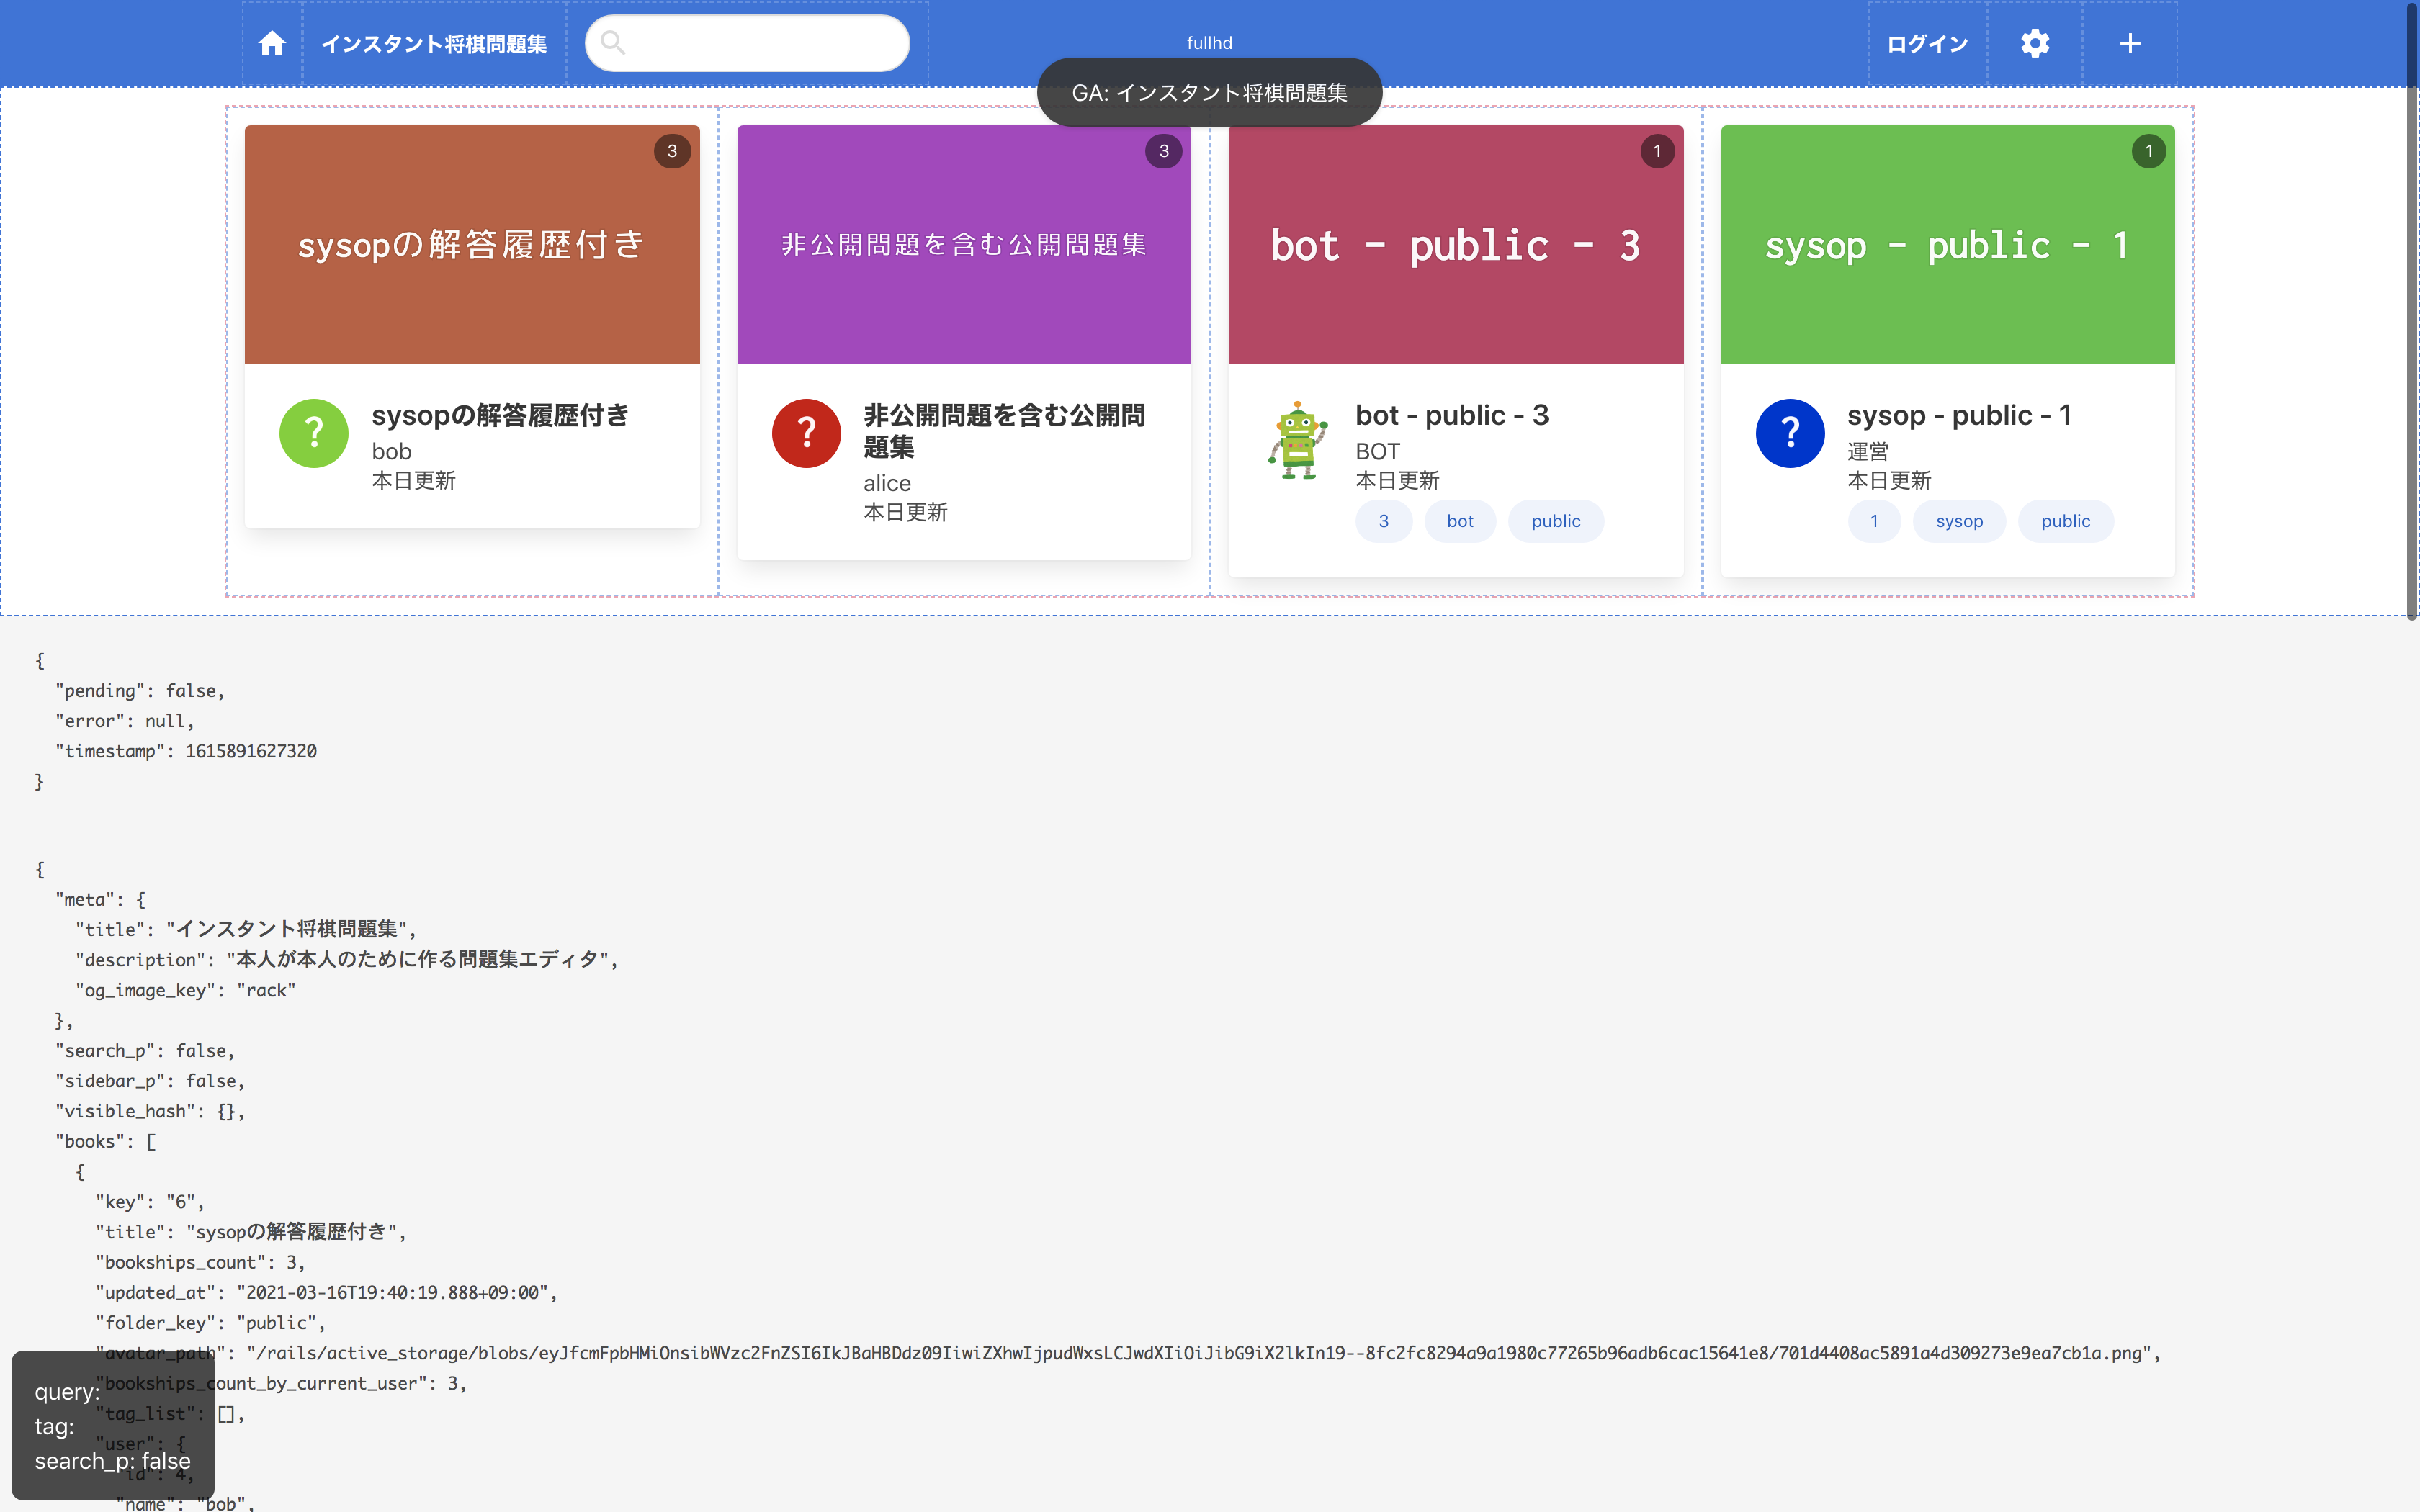 インスタント将棋問題集
fullhd
ログイン
GA: インスタント将棋問題集
3
sysopの解答履歴付き
?
sysopの解答履歴付き
bob
本日更新
3
非公開問題を含む公開問題集
?
非公開問題を含む公開問
題集
alice
本日更新
1
bot - public - 3
bot - public - 3
BOT
本日更新
3 bot public
1
sysop - public - 1
?
sysop - public - 1
運営
本日更新
1 sysop public
{
"pending": false,
"error": null,
"timestamp": 1615891627320
}
{
"meta": {
"title": "インスタント将棋問題集",
"description": "本人が本人のために作る問題集エディタ",
"og_image_key": "rack"
},
"search_p": false,
"sidebar_p": false,
"visible_hash": {},
"books": [
{
"key": "6",
"title": "sysopの解答履歴付き",
"bookships_count": 3,
"updated_at": "2021-03-16T19:40:19.888+09:00",
"folder_key": "public",
"avatar_path": "/rails/active_storage/blobs/eyJfcmFpbHMiOnsibWVzc2FnZSI6IkJBaHBDdz09IiwiZXhwIjpudWxsLCJwdXIiOiJibG9iX2lkIn19--8fc2fc8294a9a1980c77265b96adb6cac15641e8/701d4408ac5891a4d309273e9ea7cb1a.png",
"bookships_count_by_current_user": 3,
"tag_list": [],
"user": {
"id": 4,
"name": "bob",
query:
tag:
search_p: false